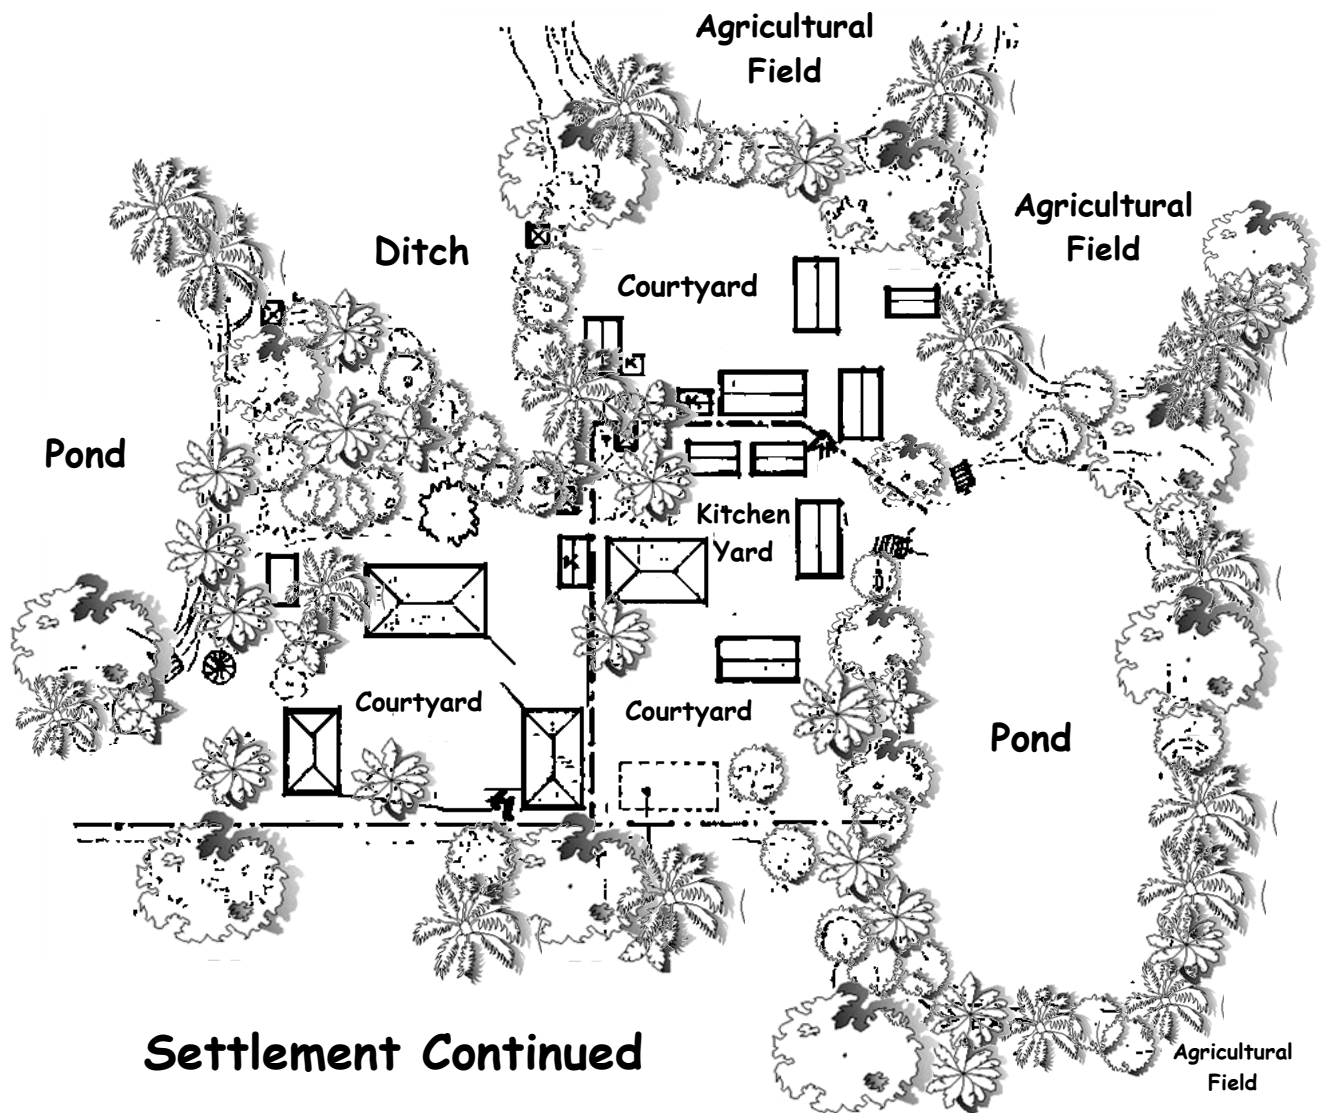 Agricultural
Field
Agricultural
Field
Ditch
Courtyard
K
K
Pond
Kitchen
Yard
K
Courtyard
Courtyard
Pond
Settlement Continued
Agricultural
Field